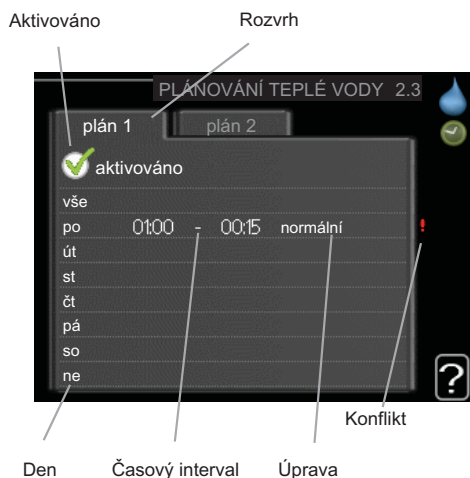 Aktivováno Rozvrh
PLÁNOVÁNÍ TEPLÉ VODY 2.3
plán 1 plán 2
aktivováno
vše
po 01:00 - 00:15 normální !
út
st
čt
pá
so
ne
?
Konflikt
Den Časový interval Úprava